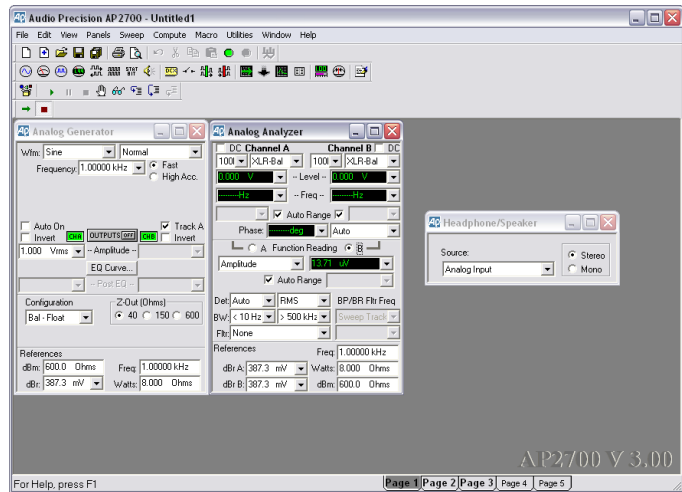 Audio Precision AP2700 - Untitled1
File Edit View Panels Sweep Compute Macro Utilities Window Help
Analog Generator
Wfm: Sine Normal
Frequency: 1.00000 kHz Fast
High Acc.
Auto On Track A
Invert CHA OUTPUTS OFF CHB Invert
1.000 Vrms -- Amplitude --
EQ Curve...
-- Post EQ --
Configuration Z-Out (Ohms)
Bal - Float 40 150 600
References
dBm: 600.0 Ohms Freq: 1.00000 kHz
dBr: 387.3 mV Watts: 8.000 Ohms
Analog Analyzer
DC Channel A Channel B DC
XLR-Bal XLR-Bal
0.000 V -- Level -- 0.000 V
--------Hz -- Freq -- --------Hz
Auto Range
Phase: --------deg Auto
A Function Reading B
Amplitude 13.71 uV
Auto Range
Det: Auto RMS BP/BR Fltr Freq
BW: < 10 Hz > 500 kHz Sweep Track
Fltr: None
References Freq: 1.00000 kHz
dBr A: 387.3 mV Watts: 8.000 Ohms
dBr B: 387.3 mV dBm: 600.0 Ohms
Headphone/Speaker
Source: Stereo
Analog Input Mono
AP2700 V 3.00
For Help, press F1 Page 1 Page 2 Page 3 Page 4 Page 5